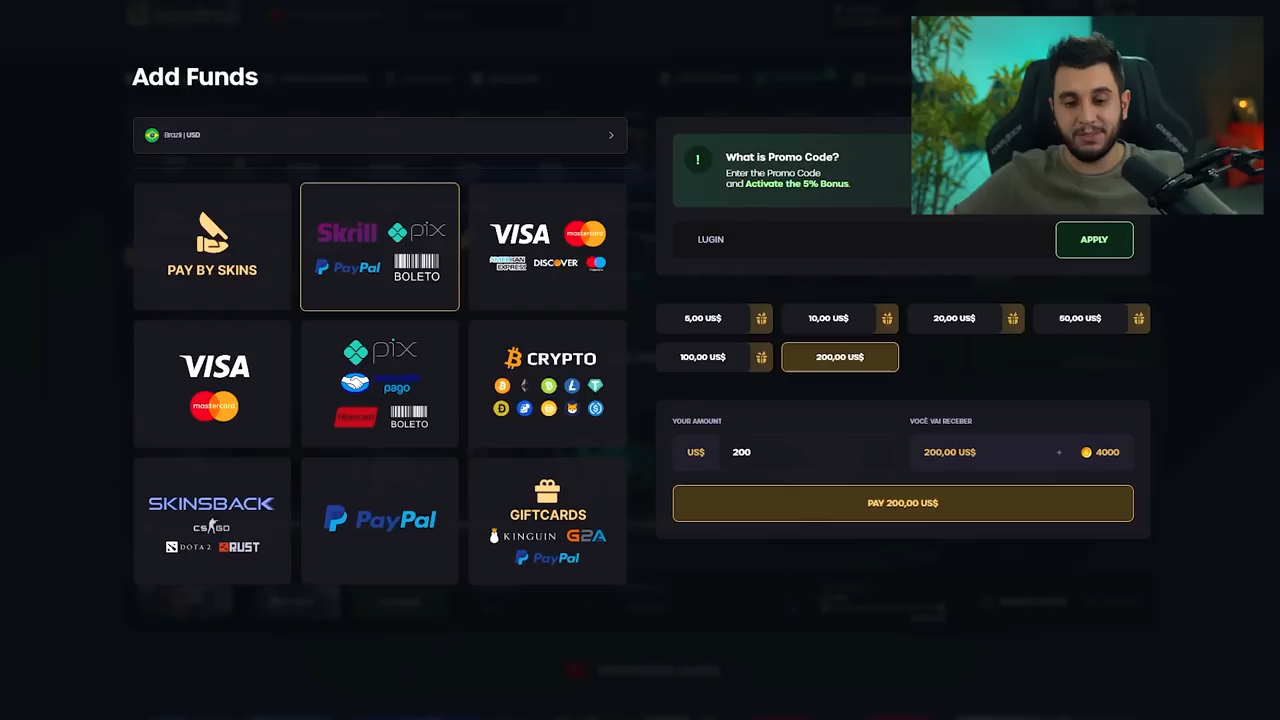 Add Funds
Brazil | USD
PAY BY SKINS
Skrill
pix
PayPal
BOLETO
VISA
mastercard
AMERICAN EXPRESS
DISCOVER
VISA
mastercard
pix
pago
Hipercard
BOLETO
CRYPTO
SKINSBACK
CS GO
DOTA 2
RUST
PayPal
GIFTCARDS
KINGUIN
G2A
PayPal
What is Promo Code?
Enter the Promo Code
and Activate the 5% Bonus.
LUGIN
APPLY
5,00 US$
10,00 US$
20,00 US$
50,00 US$
100,00 US$
200,00 US$
YOUR AMOUNT
VOCÊ VAI RECEBER
US$
200
200,00 US$
+
4000
PAY 200,00 US$